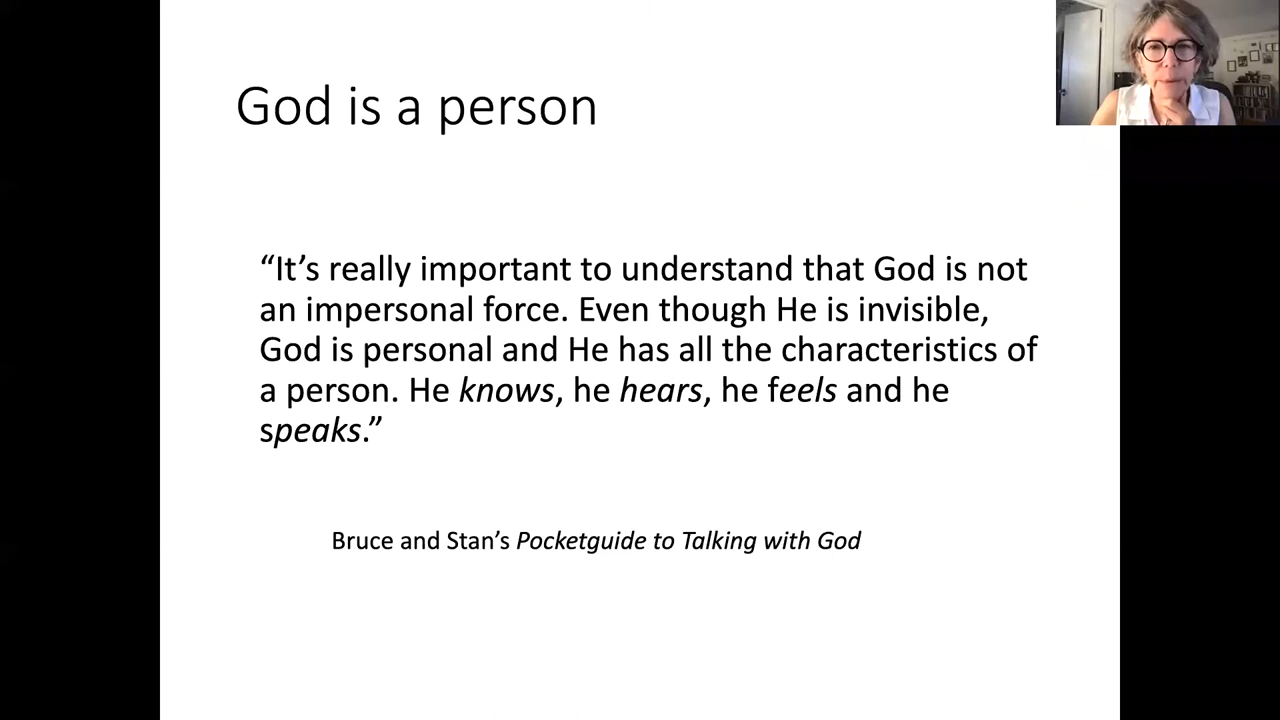 God is a person
“It’s really important to understand that God is not
an impersonal force. Even though He is invisible,
God is personal and He has all the characteristics of
a person. He knows, he hears, he feels and he
speaks.”
Bruce and Stan’s Pocketguide to Talking with God